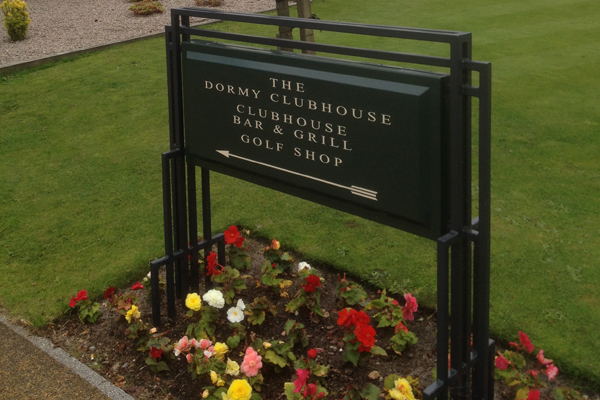 THE
DORMY CLUBHOUSE
CLUBHOUSE
BAR & GRILL
GOLF SHOP